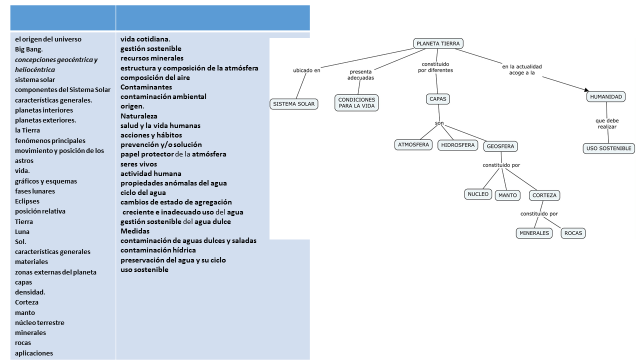 el origen del universo
Big Bang.
concepciones geocéntrica y
heliocéntrica
sistema solar
componentes del Sistema Solar
características generales.
planetas interiores
planetas exteriores.
la Tierra
fenómenos principales
movimiento y posición de los
astros
vida.
gráficos y esquemas
fases lunares
Eclipses
posición relativa
Tierra
Luna
Sol.
características generales
materiales
zonas externas del planeta
capas
densidad.
Corteza
manto
núcleo terrestre
minerales
rocas
aplicaciones
vida cotidiana.
gestión sostenible
recursos minerales
estructura y composición de la atmósfera
composición del aire
Contaminantes
contaminación ambiental
origen.
Naturaleza
salud y la vida humanas
acciones y hábitos
prevención y/o solución
papel protector de la atmósfera
seres vivos
actividad humana
propiedades anómalas del agua
ciclo del agua
cambios de estado de agregación
creciente e inadecuado uso del agua
gestión sostenible del agua dulce
Medidas
contaminación de aguas dulces y saladas
contaminación hídrica
preservación del agua y su ciclo
uso sostenible
PLANETA TIERRA
ubicado en
presenta
adecuadas
constituido
por diferentes
en la actualidad
acoge a la
SISTEMA SOLAR
CONDICIONES
PARA LA VIDA
CAPAS
HUMANIDAD
son
que debe
realizar
ATMOSFERA
HIDROSFERA
GEOSFERA
USO SOSTENIBLE
constituido por
NUCLEO
MANTO
CORTEZA
constituido por
MINERALES
ROCAS